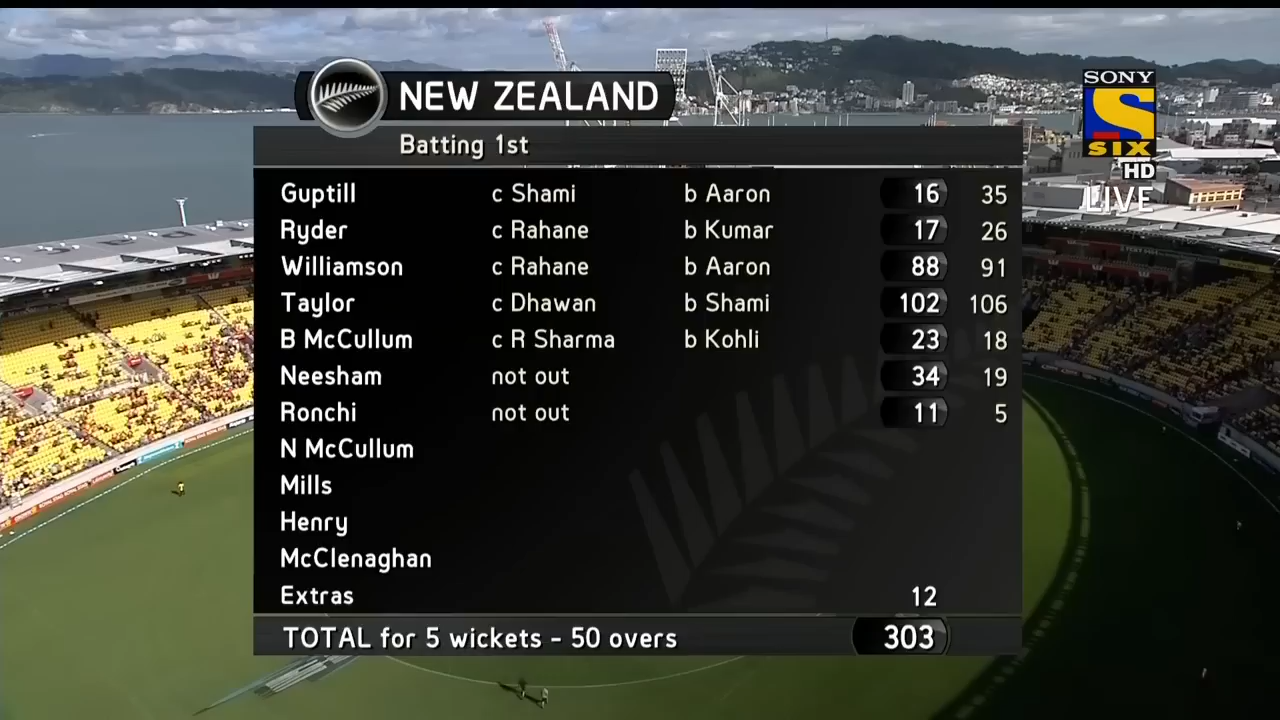 NEW ZEALAND
Batting 1st
SONY
SIX
HD
LIVE
Guptill c Shami b Aaron 16 35
Ryder c Rahane b Kumar 17 26
Williamson c Rahane b Aaron 88 91
Taylor c Dhawan b Shami 102 106
B McCullum c R Sharma b Kohli 23 18
Neesham not out 34 19
Ronchi not out 11 5
N McCullum
Mills
Henry
McClenaghan
Extras 12
TOTAL for 5 wickets - 50 overs 303